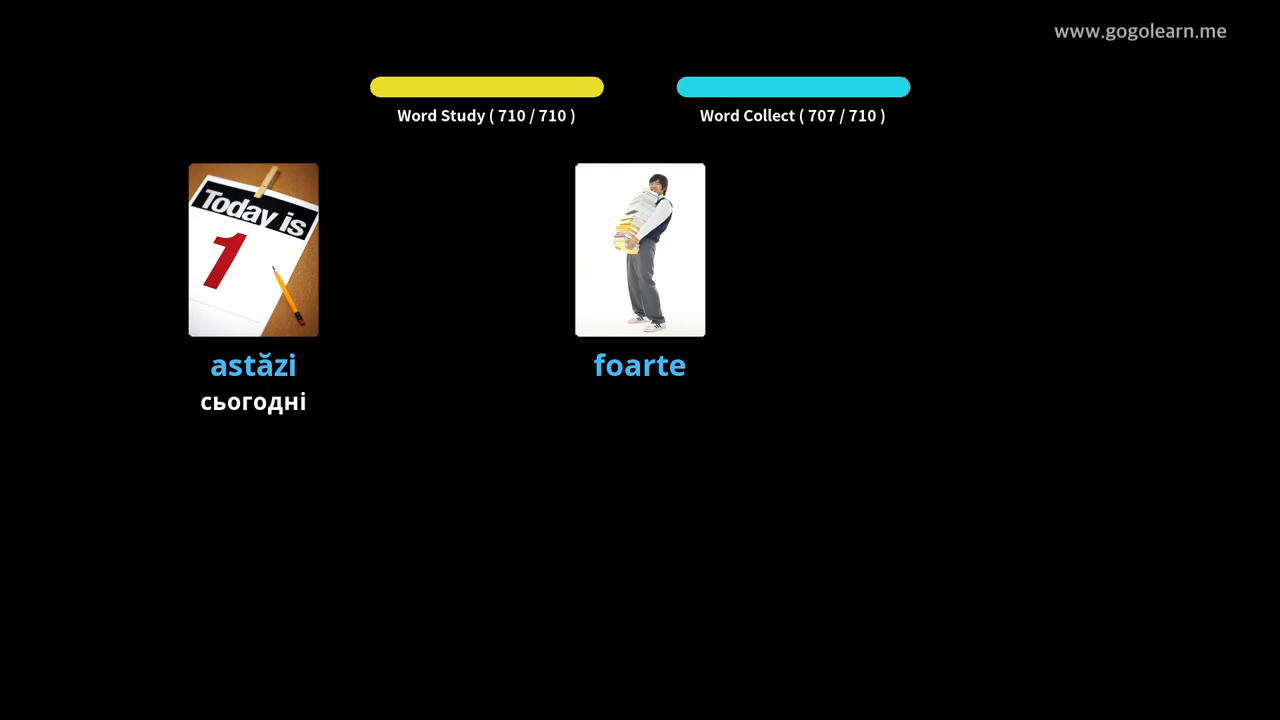 www.gogolearn.me
Word Study ( 710 / 710 )
Word Collect ( 707 / 710 )
Today is
1
astăzi
foarte
сьогодні